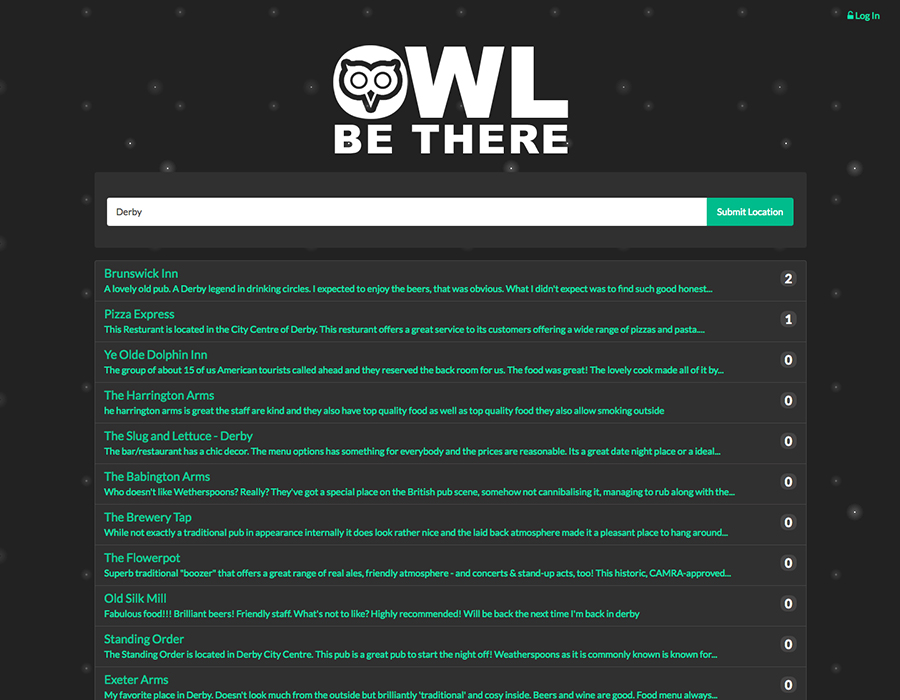 Log In
OWL
BE THERE
Derby
Submit Location
Brunswick Inn
A lovely old pub. A Derby legend in drinking circles. I expected to enjoy the beers, that was obvious. What I didn't expect was to find such good honest...
2
Pizza Express
This Resturant is located in the City Centre of Derby. This resturant offers a great service to its customers offering a wide range of pizzas and pasta....
1
Ye Olde Dolphin Inn
The group of about 15 of us American tourists called ahead and they reserved the back room for us. The food was great! The lovely cook made all of it by...
0
The Harrington Arms
he harrington arms is great the staff are kind and they also have top quality food as well as top quality food they also allow smoking outside
0
The Slug and Lettuce - Derby
The bar/restaurant has a chic decor. The menu options has something for everybody and the prices are reasonable. Its a great date night place or a ideal...
0
The Babington Arms
Who doesn't like Wetherspoons? Really? They've got a special place on the British pub scene, somehow not cannibalising it, managing to rub along with the...
0
The Brewery Tap
While not exactly a traditional pub in appearance internally it does look rather nice and the laid back atmosphere made it a pleasant place to hang around...
0
The Flowerpot
Superb traditional "boozer" that offers a great range of real ales, friendly atmosphere - and concerts & stand-up acts, too! This historic, CAMRA-approved...
0
Old Silk Mill
Fabulous food!!! Brilliant beers! Friendly staff. What's not to like? Highly recommended! Will be back the next time I'm back in derby
0
Standing Order
The Standing Order is located in Derby City Centre. This pub is a great pub to start the night off! Weatherspoons as it is commonly known is known for...
0
Exeter Arms
My favorite place in Derby. Doesn't look much from the outside but brilliantly 'traditional' and cosy inside. Beers and wine are good. Food menu always...
0